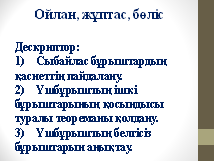 Ойлан, жұптас, бөліс
Дескриптор:
1) Сыбайлас бұрыштардың
қасиеттің пайдалану.
2) Үшбұрыштың ішкі
бұрыштарының қосындысы
туралы теореманы қолдану.
3) Үшбұрыштың белгісіз
бұрыштарын анықтау.